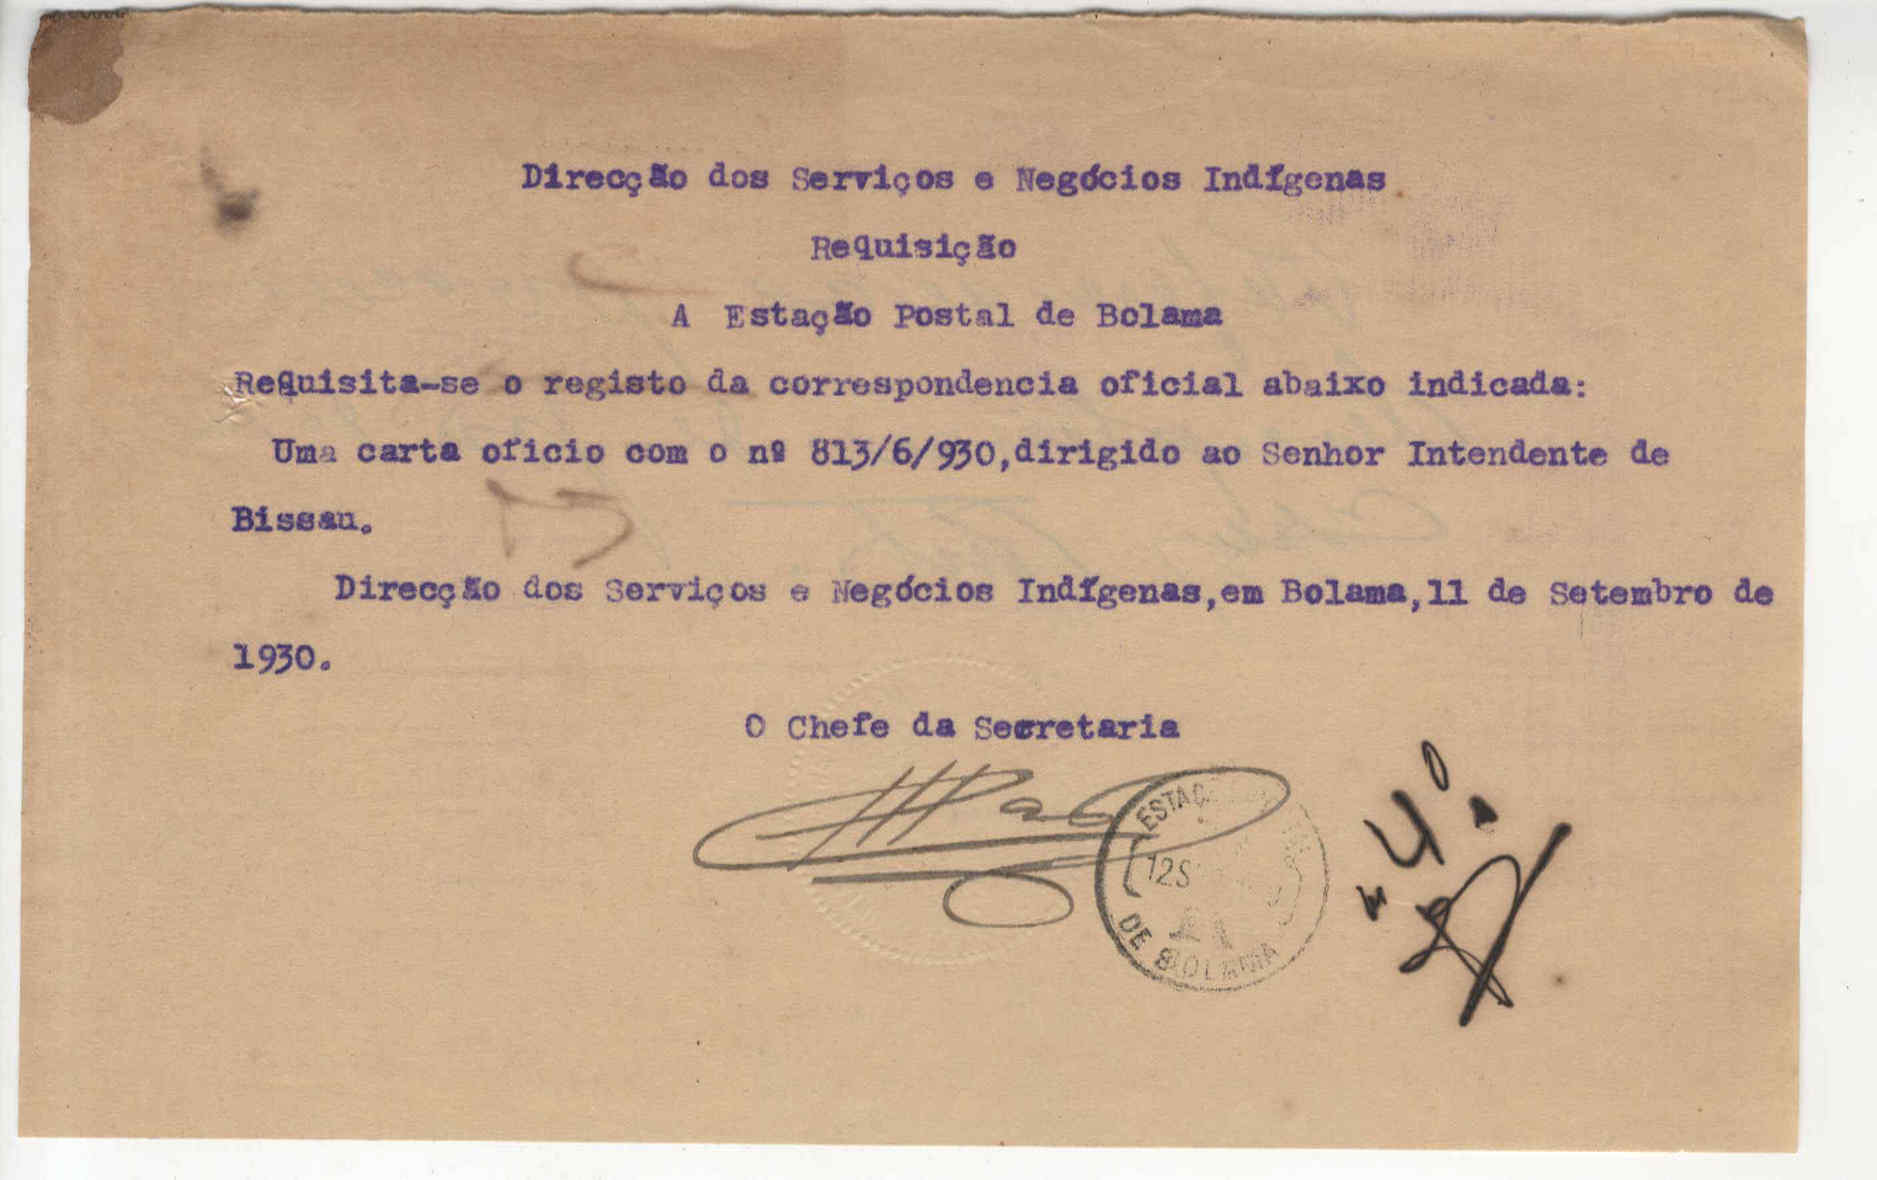 Direcção dos Serviços e Negócios Indígenas
Requisição
A Estação Postal de Bolama
Requisita-se o registo da correspondencia oficial abaixo indicada:
Uma carta oficio com o nº 813/6/930,dirigido ao Senhor Intendente de
Bissau.
Direcção dos Serviços e Negócios Indígenas,em Bolama,11 de Setembro de
1930.
O Chefe da Secretaria
DE BOLAMA